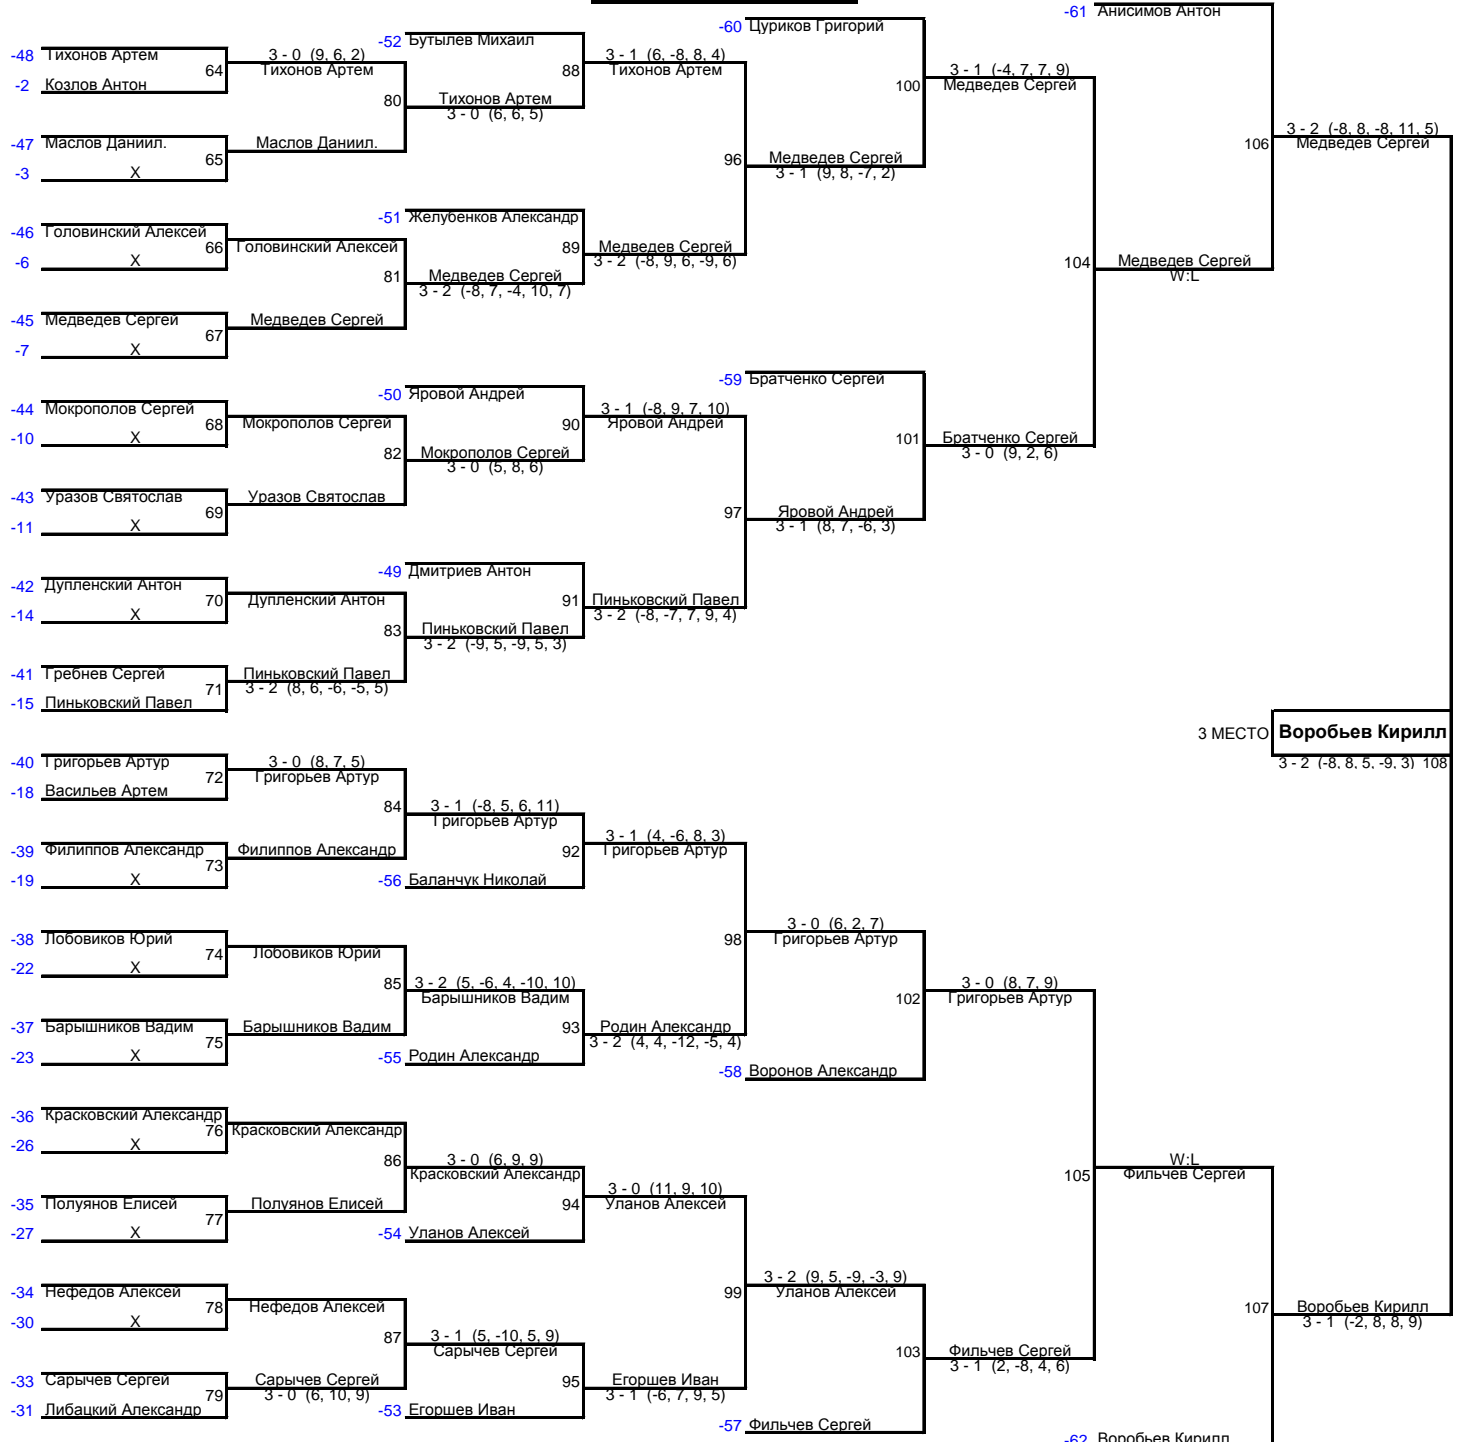 -61 Анисимов Антон
-60 Цуриков Григорий
-52 Бутылев Михаил
-48 Тихонов Артем
3 - 0 (9, 6, 2)
3 - 1 (6, -8, 8, 4)
64
Тихонов Артем
88
Тихонов Артем
3 - 1 (-4, 7, 7, 9)
-2 Козлов Антон
100
Медведев Сергей
80
Тихонов Артем
3 - 0 (6, 6, 5)
3 - 2 (-8, 8, -8, 11, 5)
-47 Маслов Даниил.
Маслов Даниил.
106
Медведев Сергей
65
96
Медведев Сергей
-3 X
3 - 1 (9, 8, -7, 2)
-51 Желубенков Александр
-46 Головинский Алексей
66
Головинский Алексей
89
Медведев Сергей
-6 X
3 - 2 (-8, 9, 6, -9, 6)
104
Медведев Сергей
W:L
81
Медведев Сергей
3 - 2 (-8, 7, -4, 10, 7)
-45 Медведев Сергей
Медведев Сергей
67
-7 X
-59 Братченко Сергей
-50 Яровой Андрей
-44 Мокрополов Сергей
3 - 1 (-8, 9, 7, 10)
68
Мокрополов Сергей
90
Яровой Андрей
-10 X
101
Братченко Сергей
3 - 0 (9, 2, 6)
82
Мокрополов Сергей
3 - 0 (5, 8, 6)
-43 Уразов Святослав
Уразов Святослав
69
97
Яровой Андрей
-11 X
3 - 1 (8, 7, -6, 3)
-49 Дмитриев Антон
-42 Дупленский Антон
70
Дупленский Антон
91
Пиньковский Павел
-14 X
3 - 2 (-8, -7, 7, 9, 4)
83
Пиньковский Павел
3 - 2 (-9, 5, -9, 5, 3)
-41 Гребнев Сергей
Пиньковский Павел
71
3 - 2 (8, 6, -6, -5, 5)
-15 Пиньковский Павел
3 МЕСТО Воробьев Кирилл
3 - 2 (-8, 8, 5, -9, 3) 108
-40 Григорьев Артур
3 - 0 (8, 7, 5)
72
Григорьев Артур
-18 Васильев Артем
84
3 - 1 (-8, 5, 6, 11)
Григорьев Артур
3 - 1 (4, -6, 8, 3)
-39 Филиппов Александр
Филиппов Александр
92
Григорьев Артур
73
-19 X
-56 Баланчук Николай
3 - 0 (6, 2, 7)
-38 Лобовиков Юрий
98
Григорьев Артур
74
Лобовиков Юрий
-22 X
85
3 - 2 (5, -6, 4, -10, 10)
3 - 0 (8, 7, 9)
Барышников Вадим
102
Григорьев Артур
-37 Барышников Вадим
Барышников Вадим
93
Родин Александр
75
3 - 2 (4, 4, -12, -5, 4)
-23 X
-55 Родин Александр
-58 Воронов Александр
-36 Красковский Александр
76
Красковский Александр
-26 X
86
3 - 0 (6, 9, 9)
W:L
Красковский Александр
105
Фильчев Сергей
3 - 0 (11, 9, 10)
-35 Полуянов Елисей
Полуянов Елисей
94
Уланов Алексей
77
-27 X
-54 Уланов Алексей
3 - 2 (9, 5, -9, -3, 9)
-34 Нефедов Алексей
99
Уланов Алексей
78
Нефедов Алексей
107
Воробьев Кирилл
-30 X
3 - 1 (-2, 8, 8, 9)
87
3 - 1 (5, -10, 5, 9)
Сарычев Сергей
103
Фильчев Сергей
3 - 1 (2, -8, 4, 6)
-33 Сарычев Сергей
Сарычев Сергей
95
Егоршев Иван
79
3 - 0 (6, 10, 9)
3 - 1 (-6, 7, 9, 5)
-31 Либацкий Александр
-53 Егоршев Иван
-57 Фильчев Сергей
-62 Воробьев Кирилл